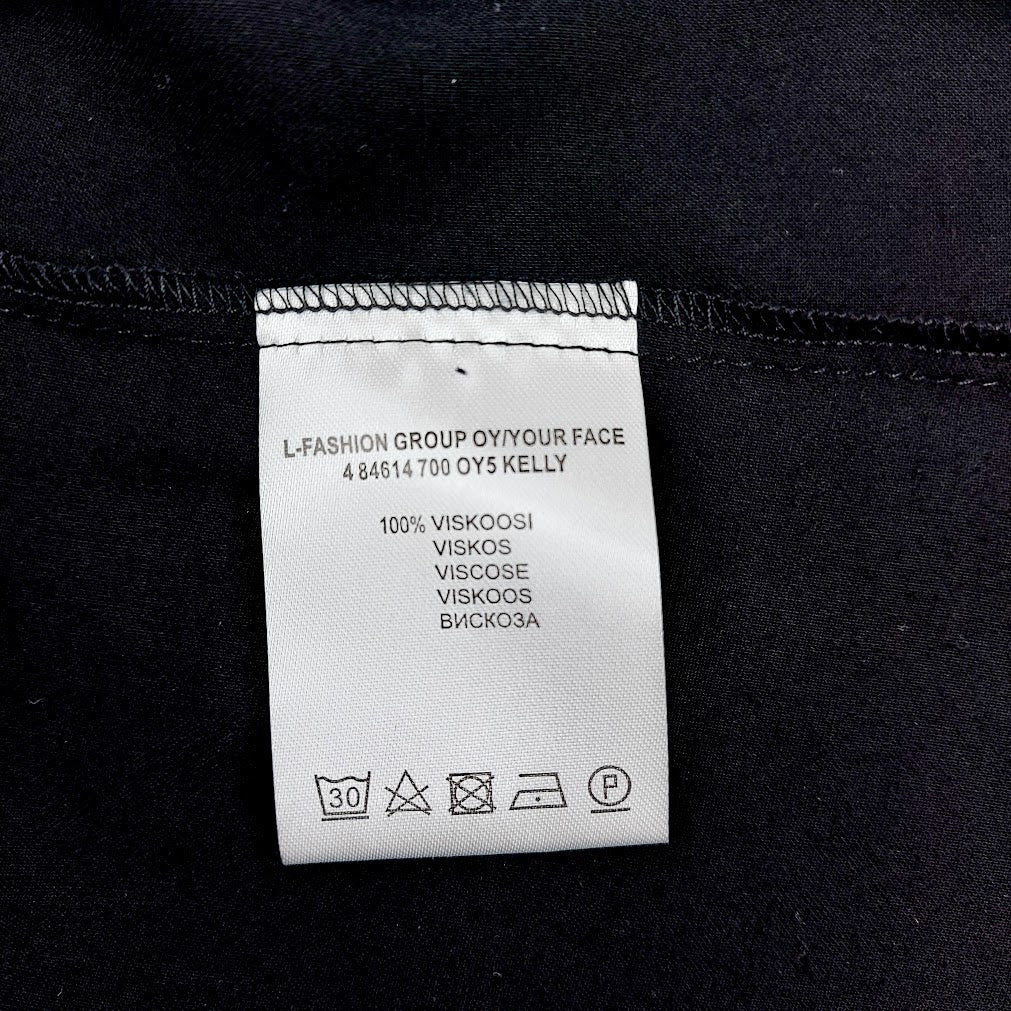 L-FASHION GROUP OY/YOUR FACE
4 84614 700 OY5 KELLY
100% VISKOOSI
VISKOS
VISCOSE
VISKOOS
ВИСКОЗА
30 P